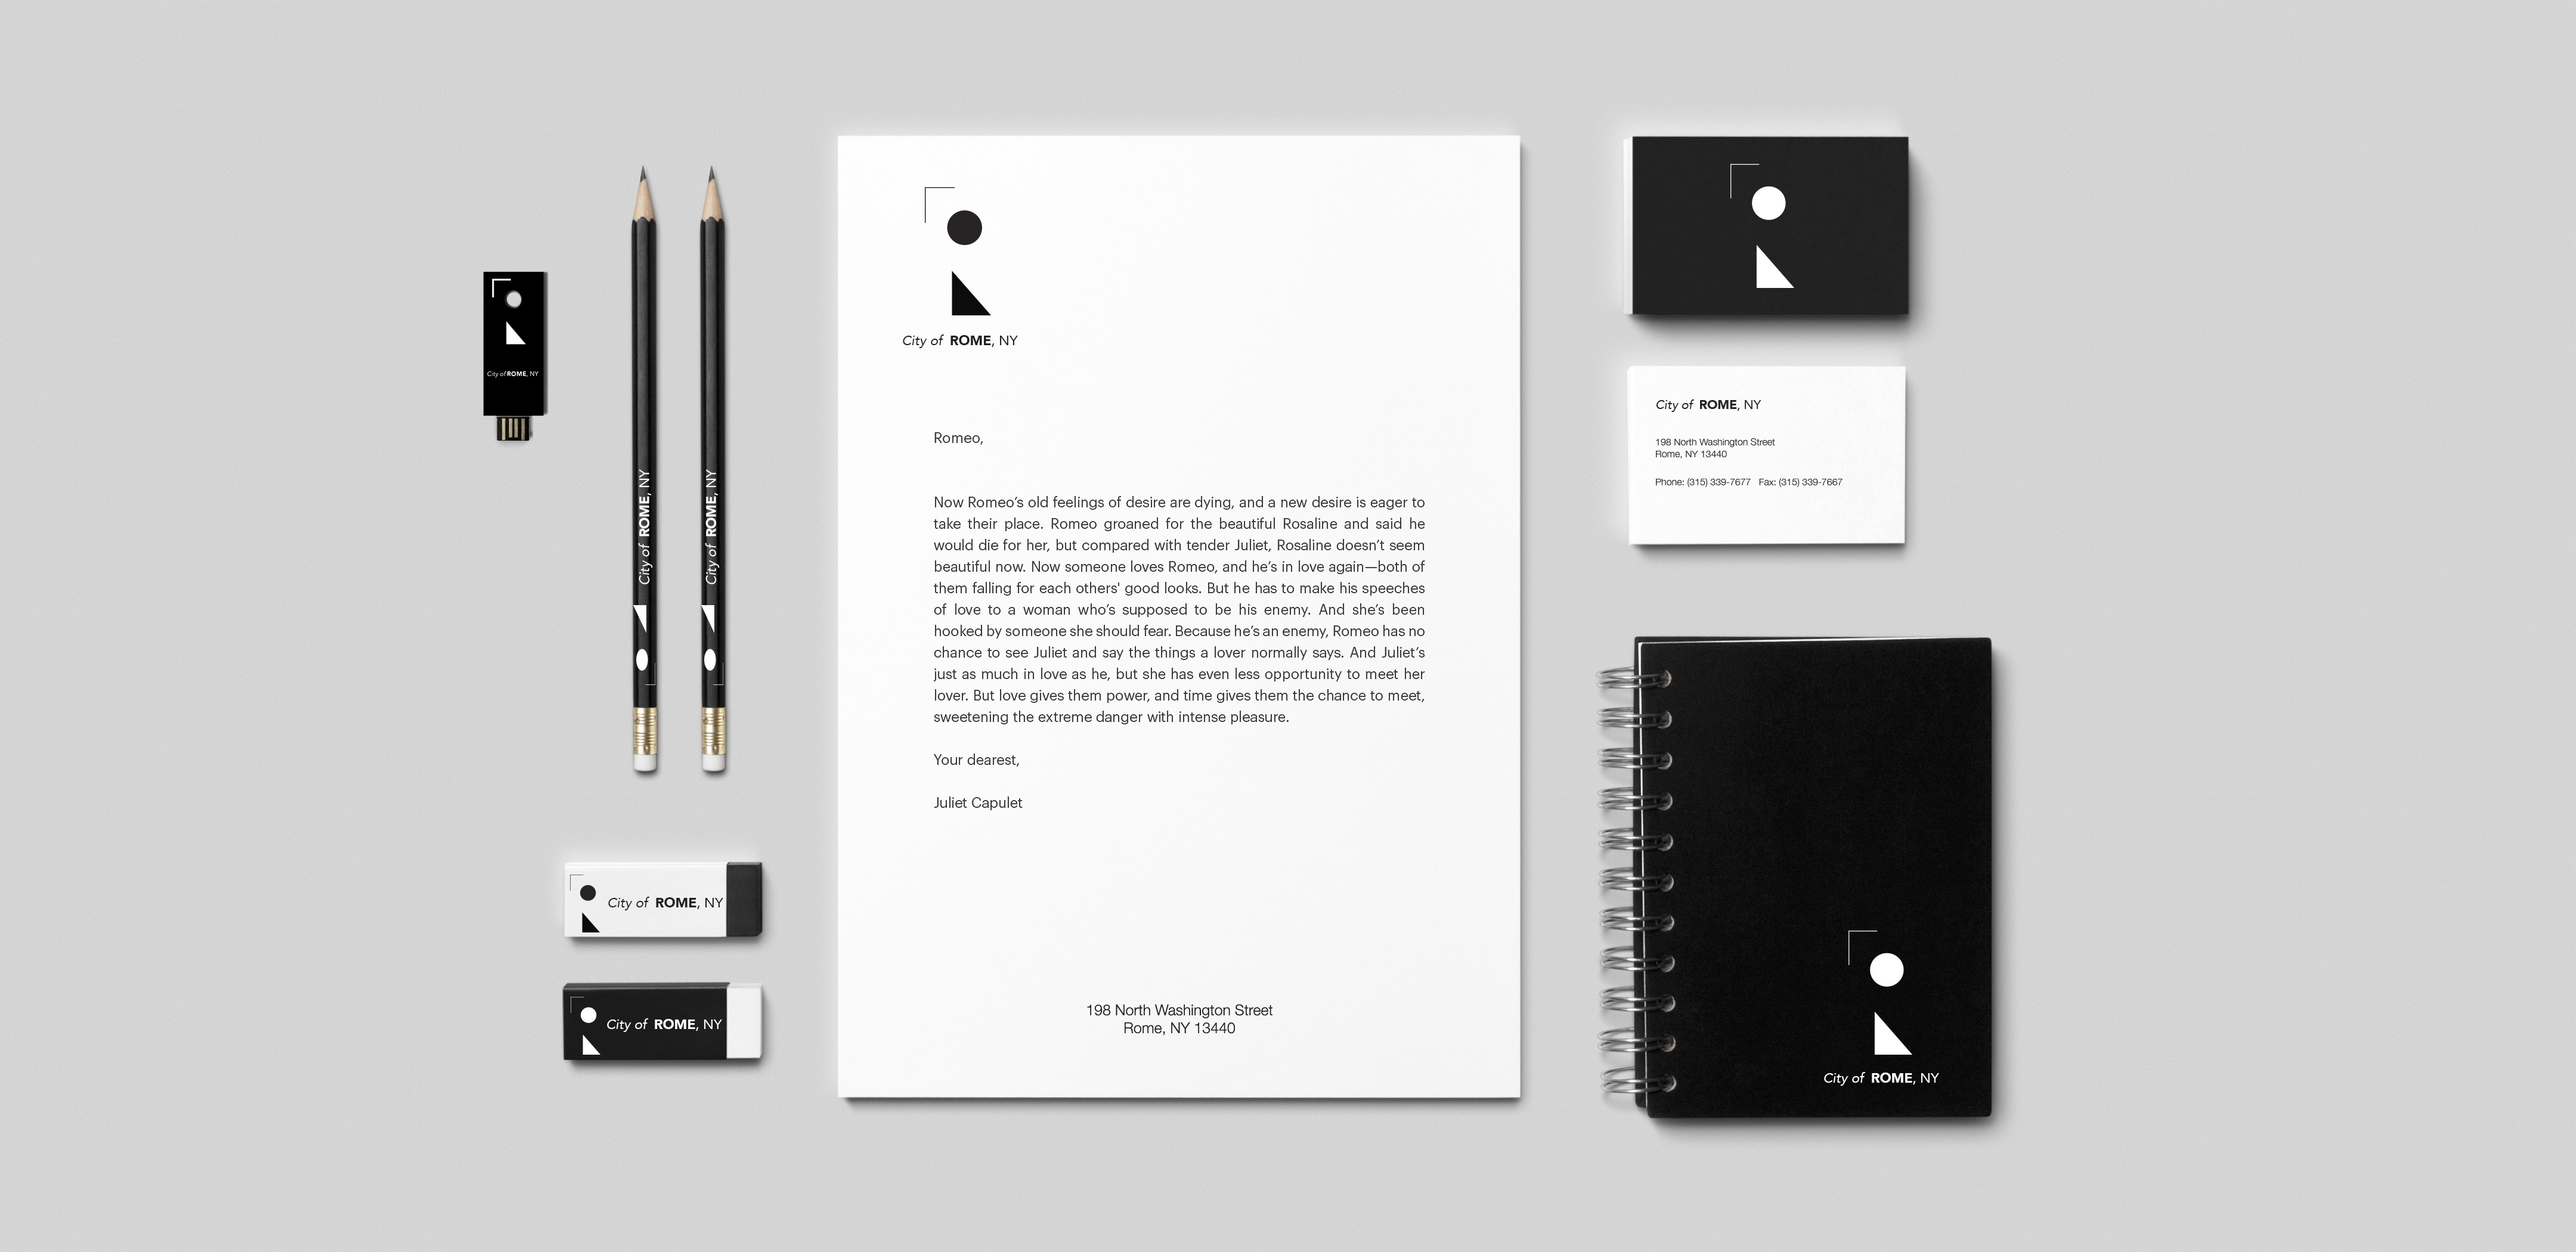 City of ROME, NY
City of ROME, NY
City of ROME, NY
City of ROME, NY
City of ROME, NY
City of ROME, NY
Romeo,
Now Romeo’s old feelings of desire are dying, and a new desire is eager to
take their place. Romeo groaned for the beautiful Rosaline and said he
would die for her, but compared with tender Juliet, Rosaline doesn’t seem
beautiful now. Now someone loves Romeo, and he’s in love again—both of
them falling for each others' good looks. But he has to make his speeches
of love to a woman who’s supposed to be his enemy. And she’s been
hooked by someone she should fear. Because he’s an enemy, Romeo has no
chance to see Juliet and say the things a lover normally says. And Juliet’s
just as much in love as he, but she has even less opportunity to meet her
lover. But love gives them power, and time gives them the chance to meet,
sweetening the extreme danger with intense pleasure.
Your dearest,
Juliet Capulet
198 North Washington Street
Rome, NY 13440
City of ROME, NY
198 North Washington Street
Rome, NY 13440
Phone: (315) 339-7677 Fax: (315) 339-7667
City of ROME, NY